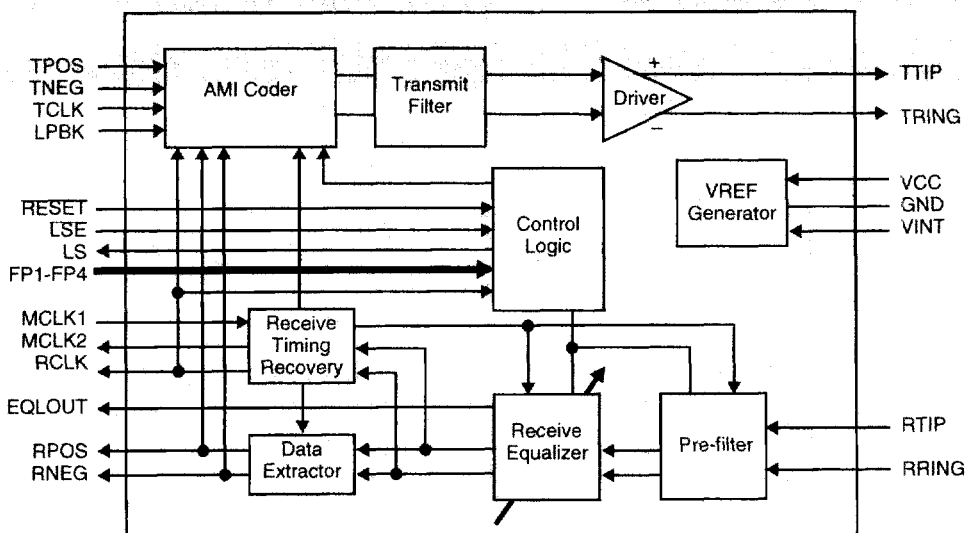 TPOS
TNEG
TCLK
LPBK
AMI Coder
Transmit
Filter
+
Driver
−
TTIP
TRING
RESET
LSE
LS
FP1-FP4
Control
Logic
VREF
Generator
VCC
GND
VINT
MCLK1
MCLK2
RCLK
Receive
Timing
Recovery
EQLOUT
RPOS
RNEG
Data
Extractor
Receive
Equalizer
Pre-filter
RTIP
RRING